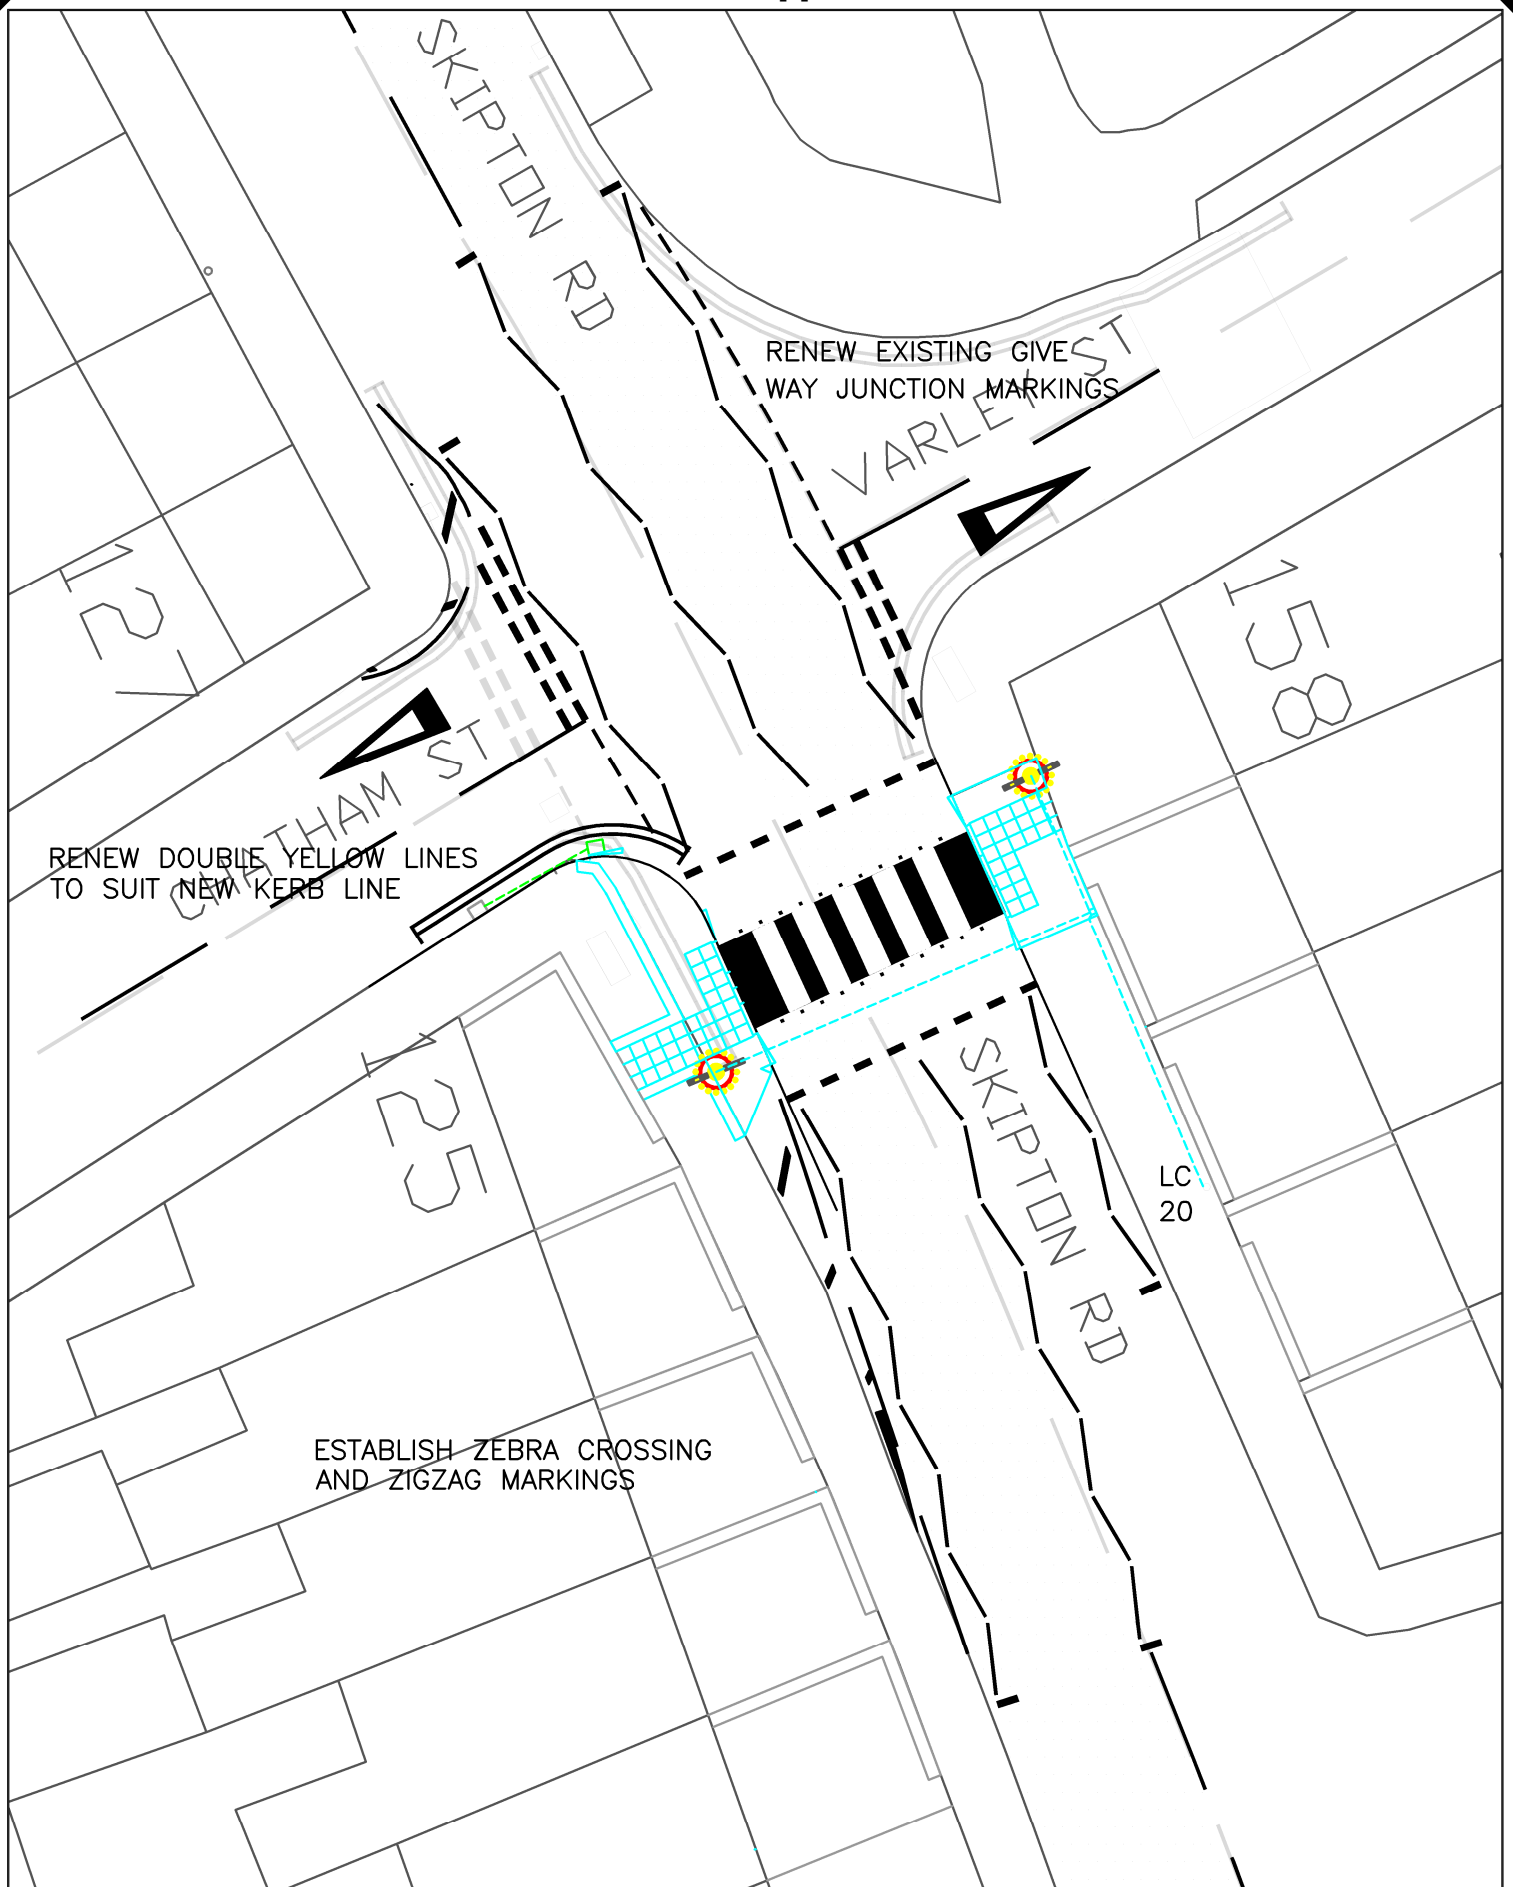 SKIPTON RD
RENEW EXISTING GIVE
WAY JUNCTION MARKINGS
VARLEY ST
127
158
CHATHAM ST
RENEW DOUBLE YELLOW LINES
TO SUIT NEW KERB LINE
125
SKIPTON RD
LC
20
ESTABLISH ZEBRA CROSSING
AND ZIGZAG MARKINGS